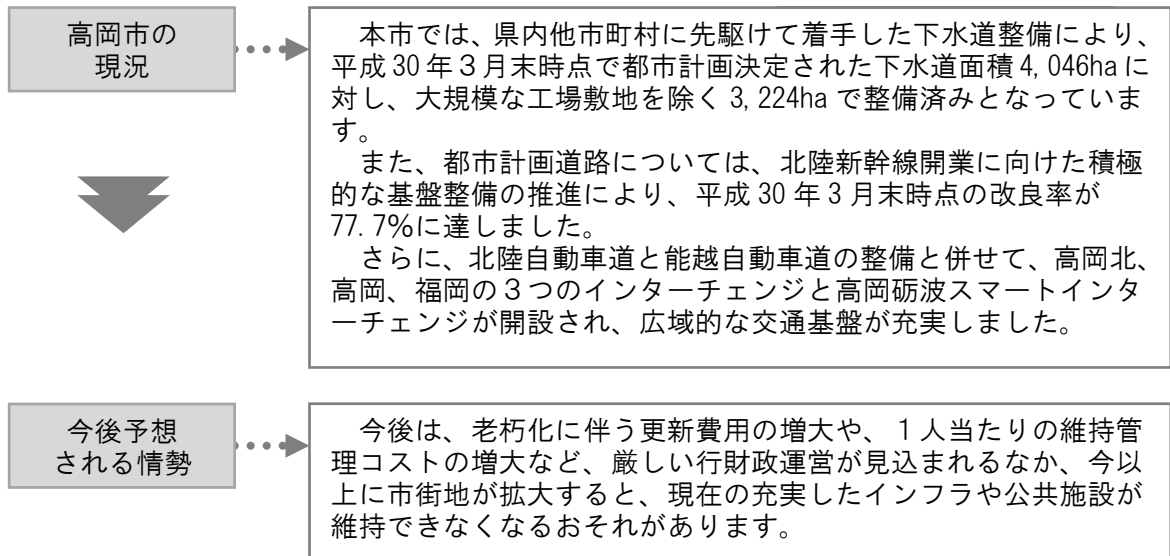 高岡市の
現況
本市では、県内他市町村に先駆けて着手した下水道整備により、
平成30年３月末時点で都市計画決定された下水道面積4,046haに
対し、大規模な工場敷地を除く3,224haで整備済みとなっていま
す。
また、都市計画道路については、北陸新幹線開業に向けた積極
的な基盤整備の推進により、平成30年3月末時点の改良率が
77.7％に達しました。
さらに、北陸自動車道と能越自動車道の整備と併せて、高岡北、
高岡、福岡の３つのインターチェンジと高岡砺波スマートインタ
ーチェンジが開設され、広域的な交通基盤が充実しました。
今後予想
される情勢
今後は、老朽化に伴う更新費用の増大や、１人当たりの維持管
理コストの増大など、厳しい行財政運営が見込まれるなか、今以
上に市街地が拡大すると、現在の充実したインフラや公共施設が
維持できなくなるおそれがあります。